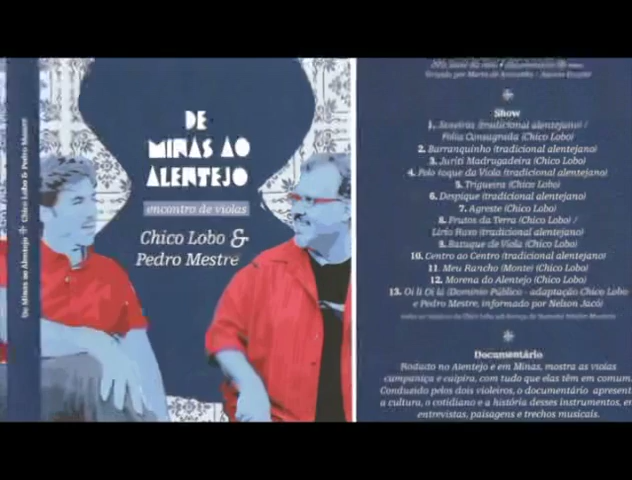 De Minas ao Alentejo Chico Lobo & Pedro Mestre
DE
MINAS AO
ALENTEJO
encontro de violas
Chico Lobo &
Pedro Mestre
Show
1. (tradicional alentejano) /
Folia Consagrada (Chico Lobo)
2. Barranquinho (tradicional alentejano)
3. Juriti Madrugadeira (Chico Lobo)
4. Polo toque da Viola (tradicional alentejano)
5. Trigueira (Chico Lobo)
6. Despique (tradicional alentejano)
7. Agreste (Chico Lobo)
8. Frutos da Terra (Chico Lobo) /
Lírio Roxo (tradicional alentejano)
9. Batuque de Viola (Chico Lobo)
10. Centro ao Centro (tradicional alentejano)
11. Meu Rancho (Monte) (Chico Lobo)
12. Morena do Alentejo (Chico Lobo)
13. Oi li Oi lá (Domínio Público - adaptação Chico Lobo
e Pedro Mestre, informado por Nelson Jacó)
Documentário
Rodado no Alentejo e em Minas, mostra as violas
campaniça e caipira, com tudo que elas têm em comum.
Conduzido pelos dois violeiros, o documentário apresent
a cultura, o cotidiano e a história desses instrumentos, em
entrevistas, paisagens e trechos musicais.